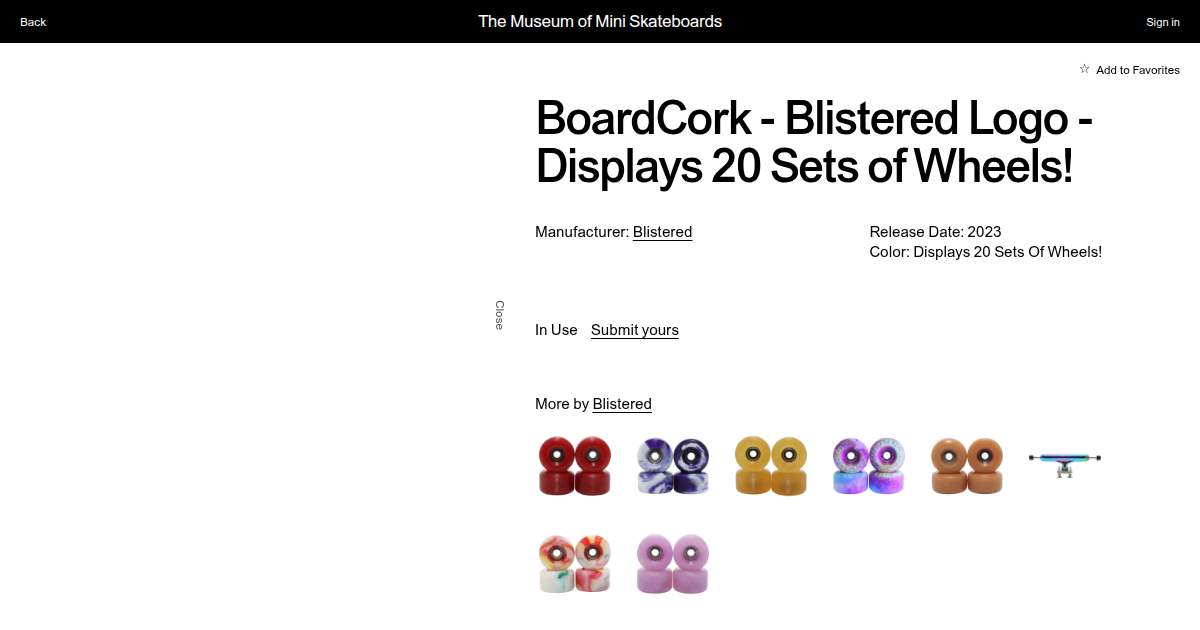 Back
The Museum of Mini Skateboards
Sign in
☆ Add to Favorites
BoardCork - Blistered Logo -
Displays 20 Sets of Wheels!
Manufacturer: Blistered
Release Date: 2023
Color: Displays 20 Sets Of Wheels!
Close
In Use Submit yours
More by Blistered